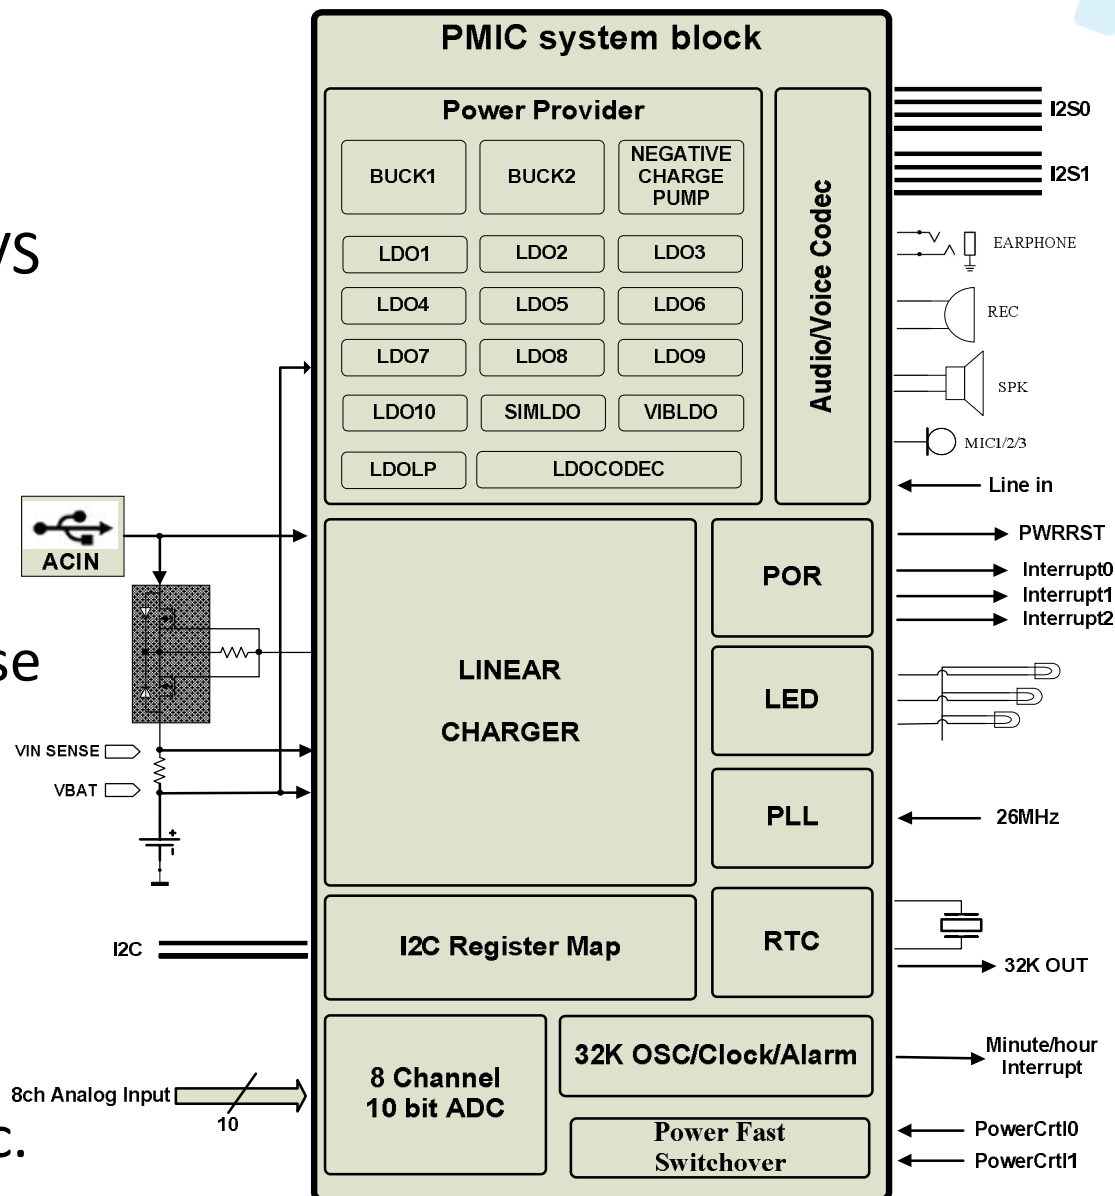 PMIC system block
Power Provider
BUCK1
BUCK2
NEGATIVE
CHARGE
PUMP
LDO1
LDO2
LDO3
LDO4
LDO5
LDO6
LDO7
LDO8
LDO9
LDO10
SIMLDO
VIBLDO
LDOLP
LDOCODEC
Audio/Voice Codec
I2S0
I2S1
EARPHONE
REC
SPK
MIC1/2/3
Line in
/S
ACIN
se
VIN SENSE
VBAT
+
I2C
8ch Analog Input
10
c.
LINEAR
CHARGER
POR
LED
PLL
RTC
I2C Register Map
8 Channel
10 bit ADC
32K OSC/Clock/Alarm
Power Fast
Switchover
PWRRST
Interrupt0
Interrupt1
Interrupt2
26MHz
32K OUT
Minute/hour
Interrupt
PowerCrtl0
PowerCrtl1